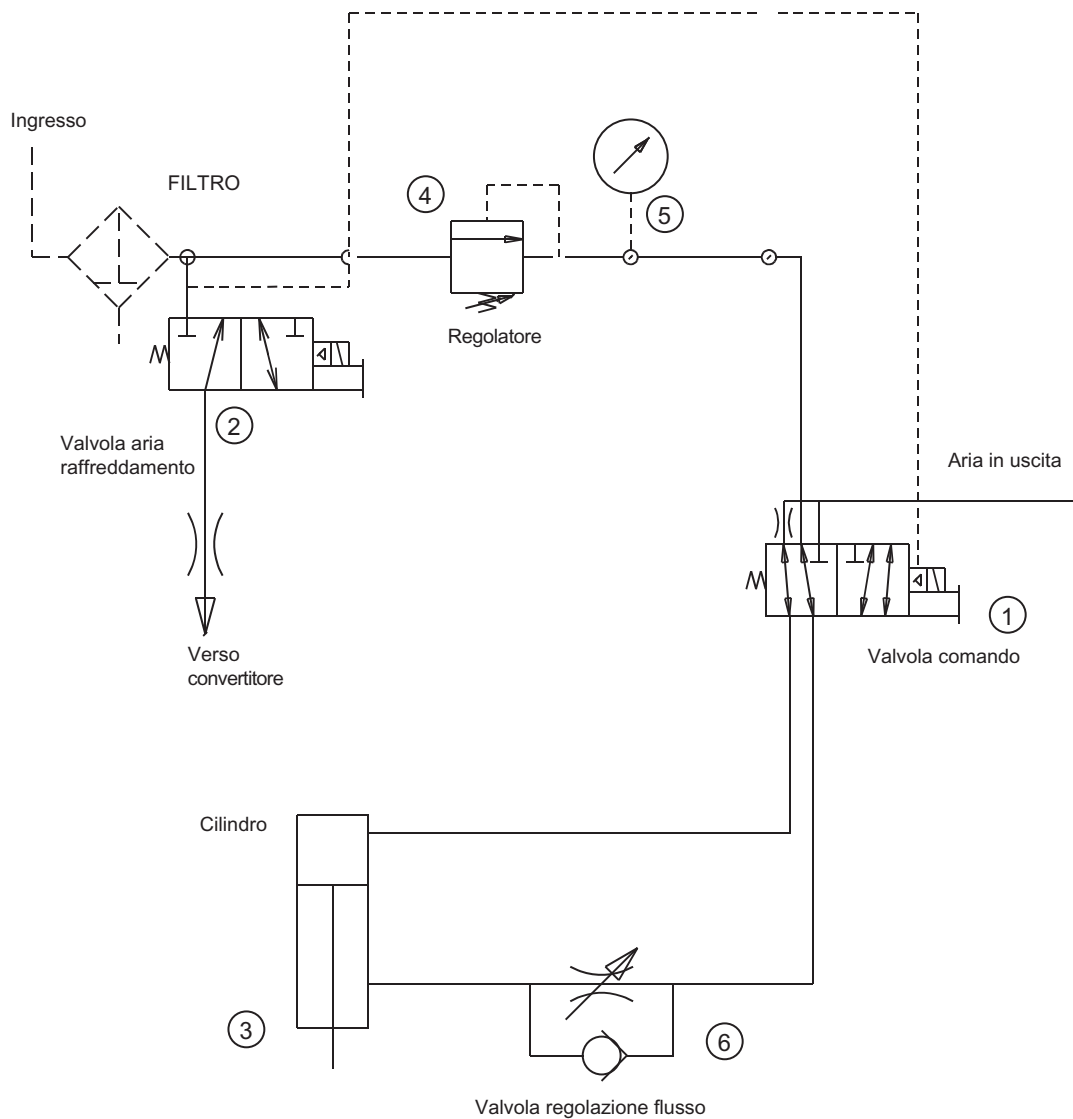 Ingresso
FILTRO
4
5
Regolatore
2
Valvola aria
raffreddamento
Aria in uscita
1
Verso
convertitore
Valvola comando
Cilindro
3
6
Valvola regolazione flusso